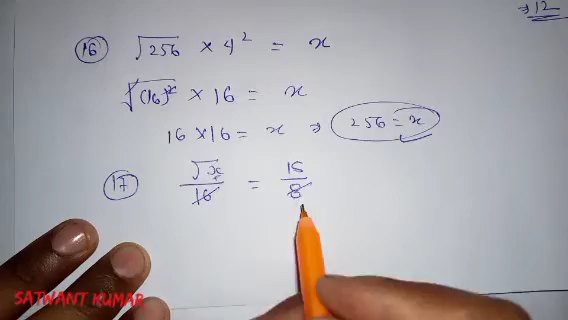 ⇒ 12
16 √256 × 4² = x
√(16)² × 16 = x
16 × 16 = x ⇒ 256 = x
17 √x/16 = 15/8
SATWANT KUMAR